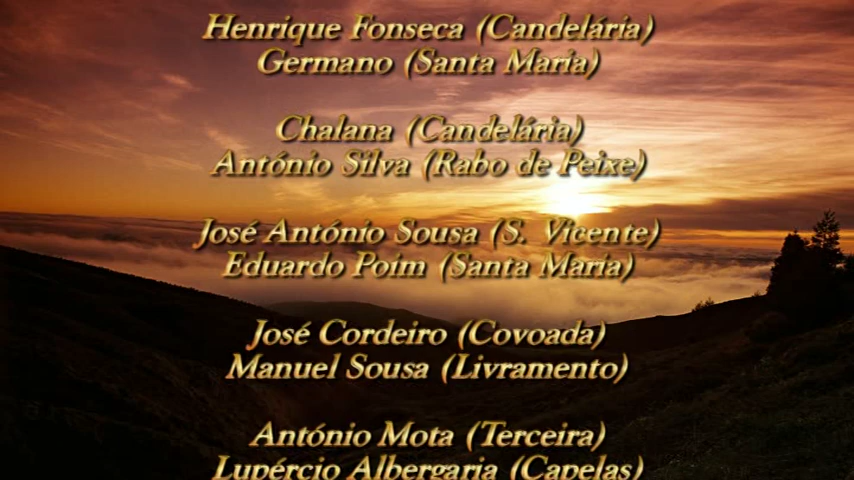 Henrique Fonseca (Candelária)
Germano (Santa Maria)
Chalana (Candelária)
António Silva (Rabo de Peixe)
José António Sousa (S. Vicente)
Eduardo Poim (Santa Maria)
José Cordeiro (Covoada)
Manuel Sousa (Livramento)
António Mota (Terceira)
Lupércio Albergaria (Capelas)